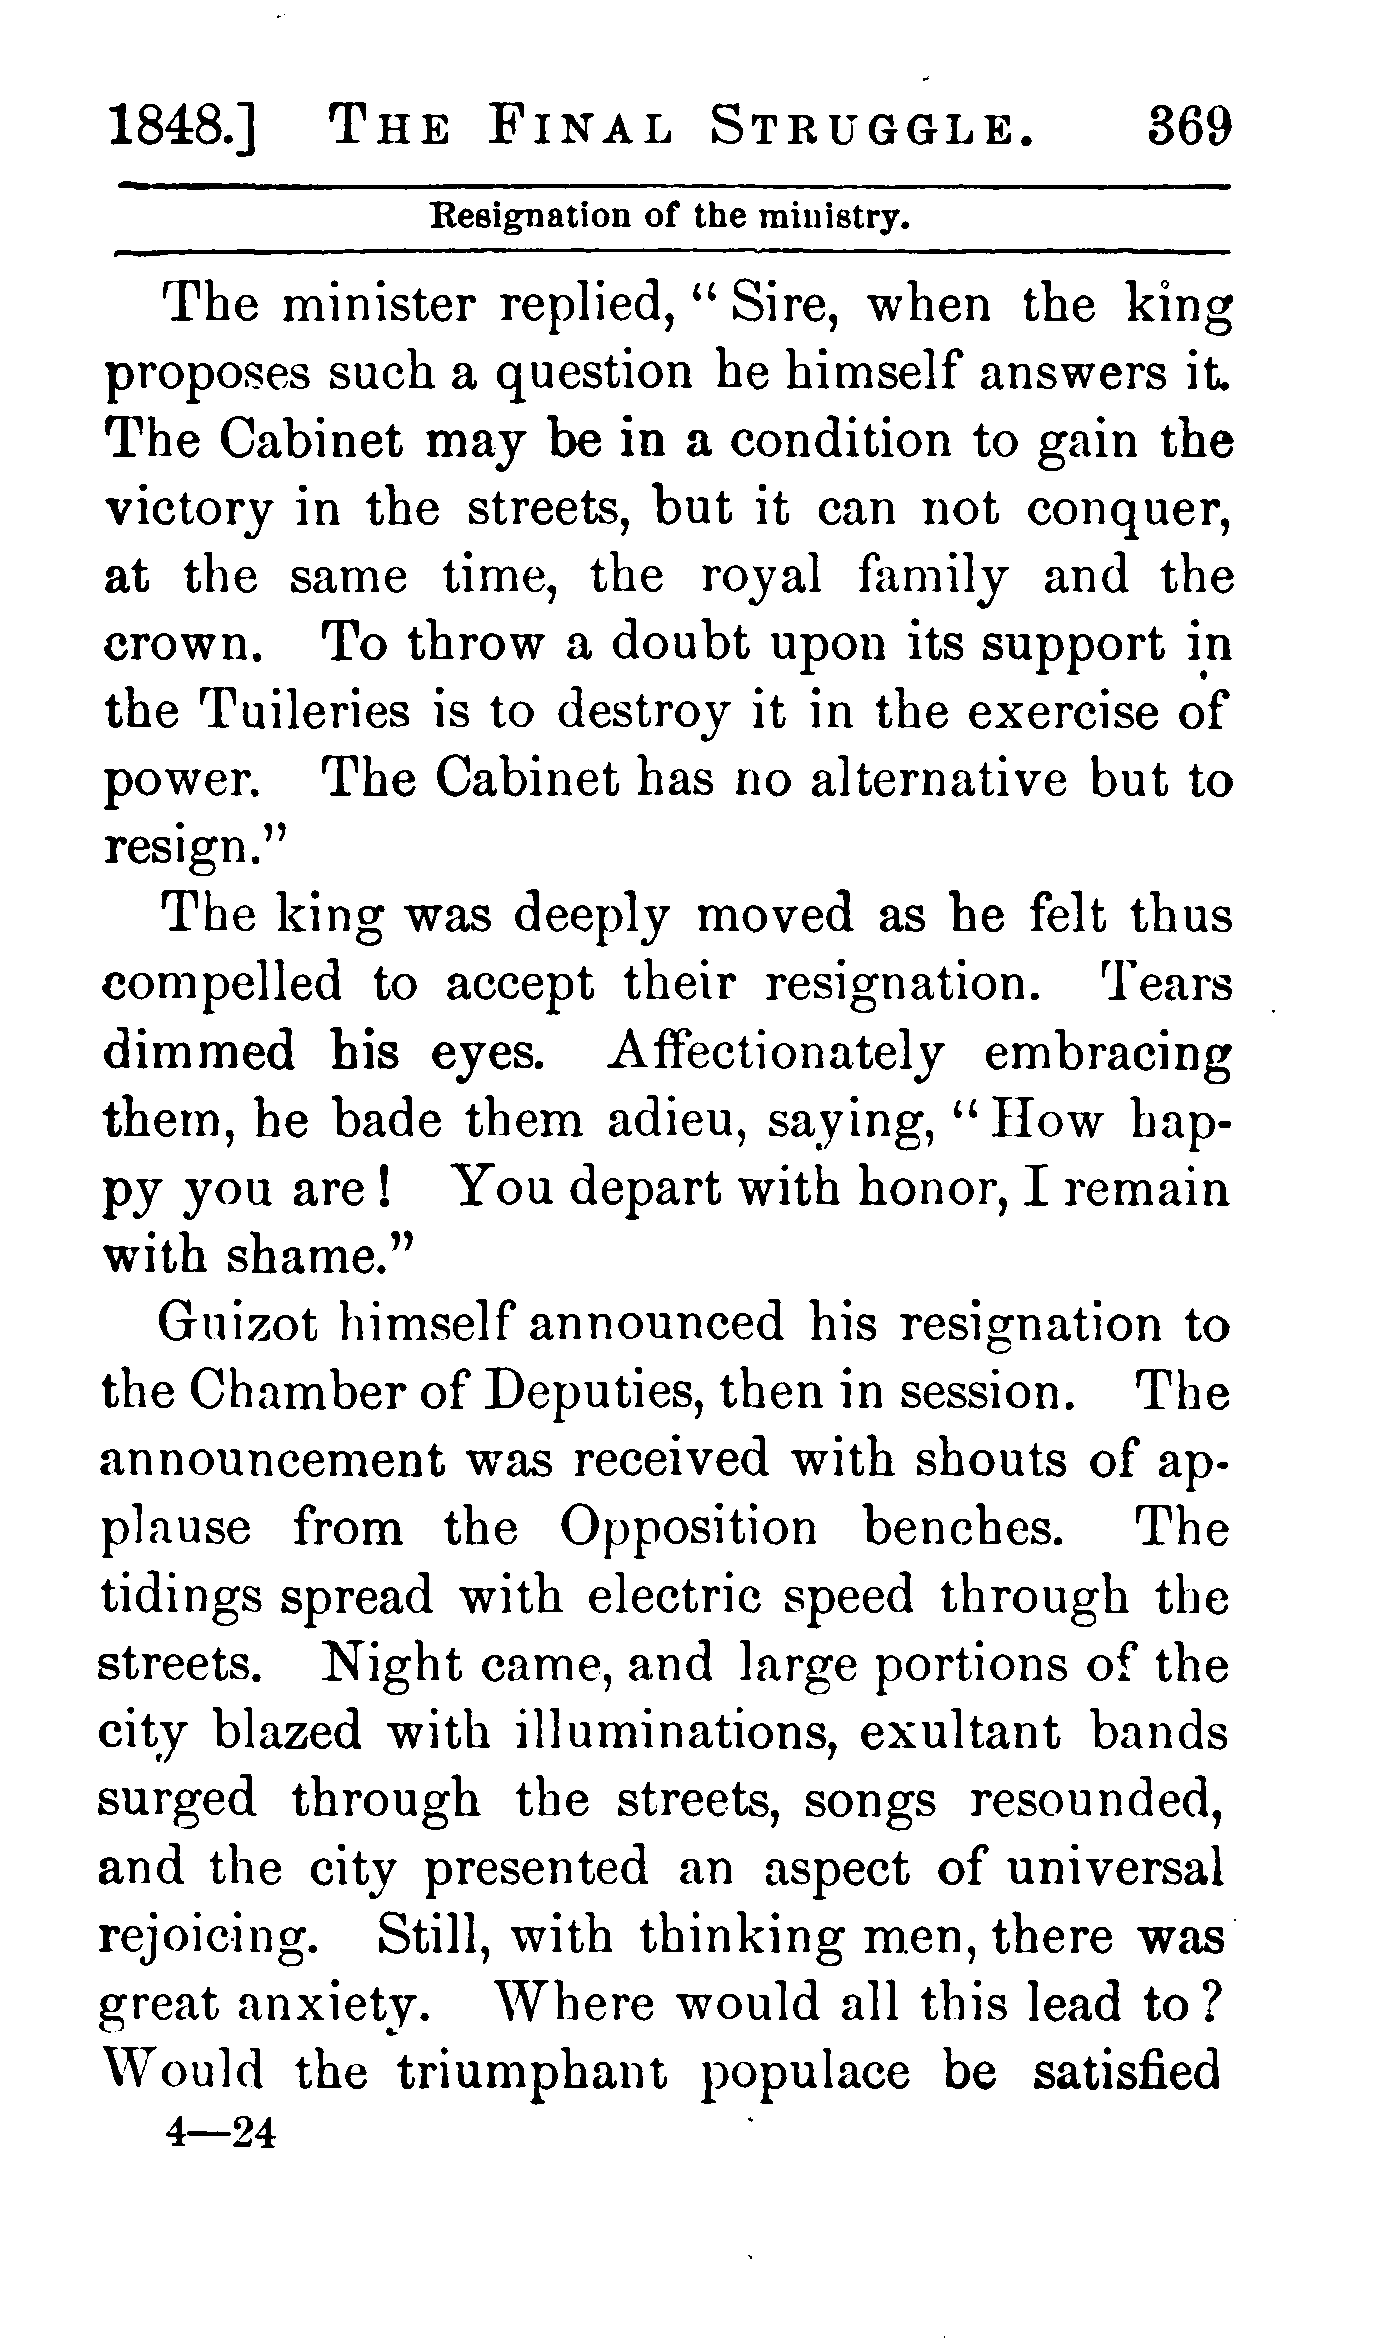 1848.] THE FINAL STRUGGLE. 369
Resignation of the ministry.
The minister replied, “Sire, when the king
proposes such a question he himself answers it.
The Cabinet may be in a condition to gain the
victory in the streets, but it can not conquer,
at the same time, the royal family and the
crown. To throw a doubt upon its support in
the Tuileries is to destroy it in the exercise of
power. The Cabinet has no alternative but to
resign.”
The king was deeply moved as he felt thus
compelled to accept their resignation. Tears
dimmed his eyes. Affectionately embracing
them, he bade them adieu, saying, “How hap-
py you are! You depart with honor, I remain
with shame.”
Guizot himself announced his resignation to
the Chamber of Deputies, then in session. The
announcement was received with shouts of ap-
plause from the Opposition benches. The
tidings spread with electric speed through the
streets. Night came, and large portions of the
city blazed with illuminations, exultant bands
surged through the streets, songs resounded,
and the city presented an aspect of universal
rejoicing. Still, with thinking men, there was
great anxiety. Where would all this lead to?
Would the triumphant populace be satisfied
4—24